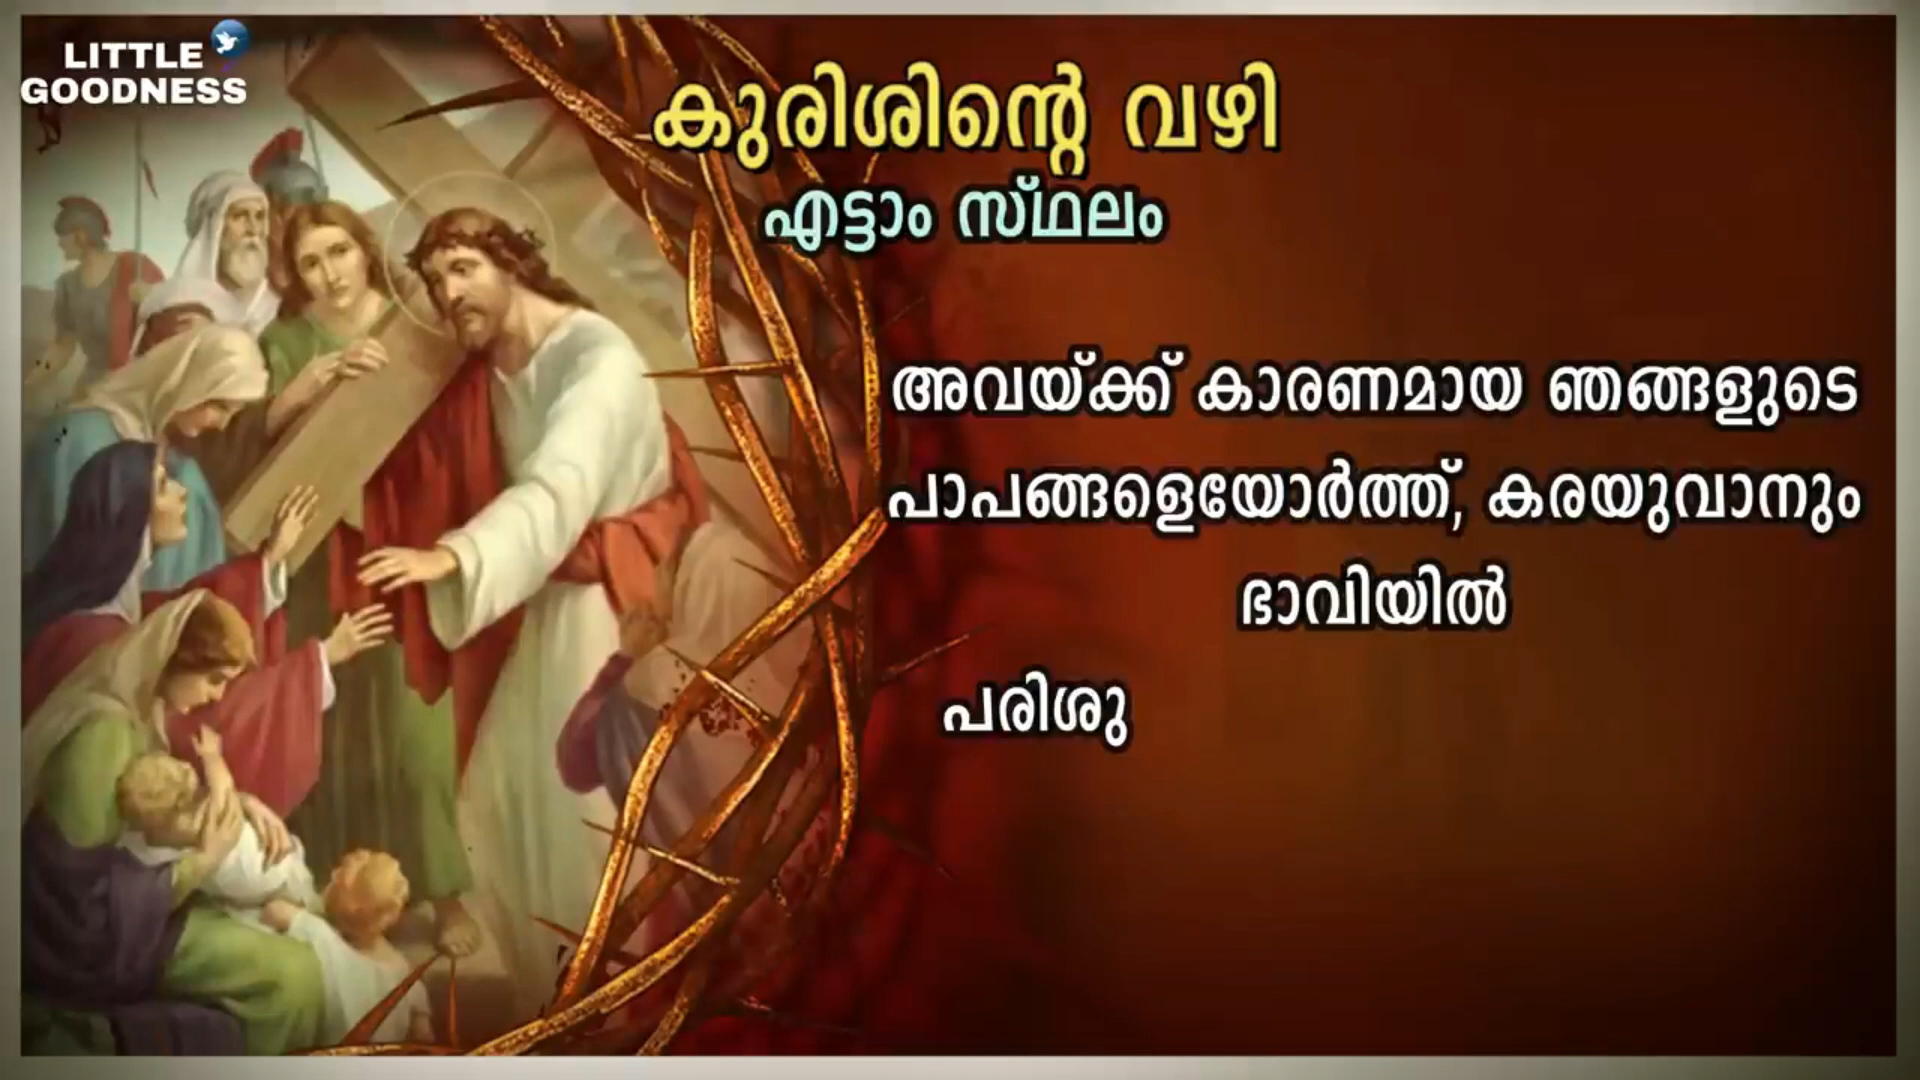 LITTLE
GOODNESS
കുരിശിന്റെ വഴി
എട്ടാം സ്ഥലം
അവയ്ക്ക് കാരണമായ ഞങ്ങളുടെ
പാപങ്ങളെയോർത്ത്, കരയുവാനും
ഭാവിയിൽ
പരിശു